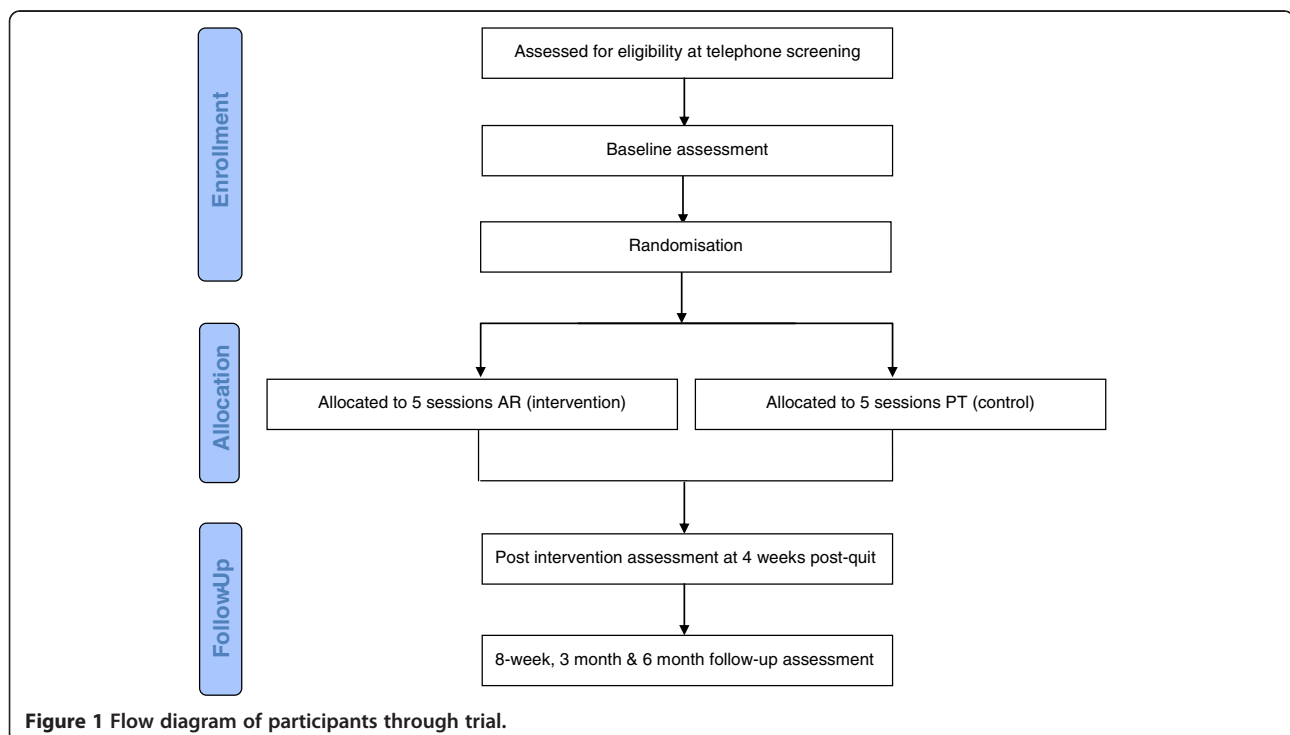 Enrollment
Assessed for eligibility at telephone screening
Baseline assessment
Randomisation
Allocation
Allocated to 5 sessions AR (intervention)
Allocated to 5 sessions PT (control)
Follow-Up
Post intervention assessment at 4 weeks post-quit
8-week, 3 month & 6 month follow-up assessment
Figure 1 Flow diagram of participants through trial.